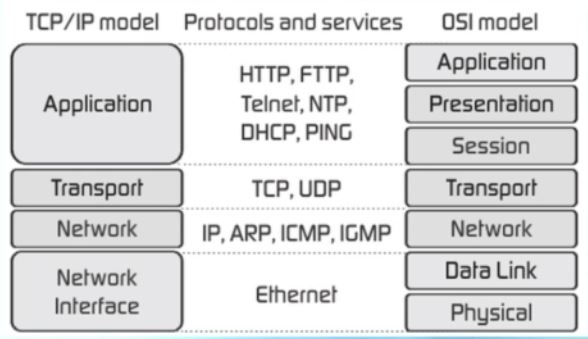 TCP/IP model Protocols and services OSI model
Application
HTTP, FTTP,
Telnet, NTP,
DHCP, PING
Application
Presentation
Session
Transport TCP, UDP Transport
Network IP, ARP, ICMP, IGMP Network
Network
Interface
Ethernet
Data Link
Physical